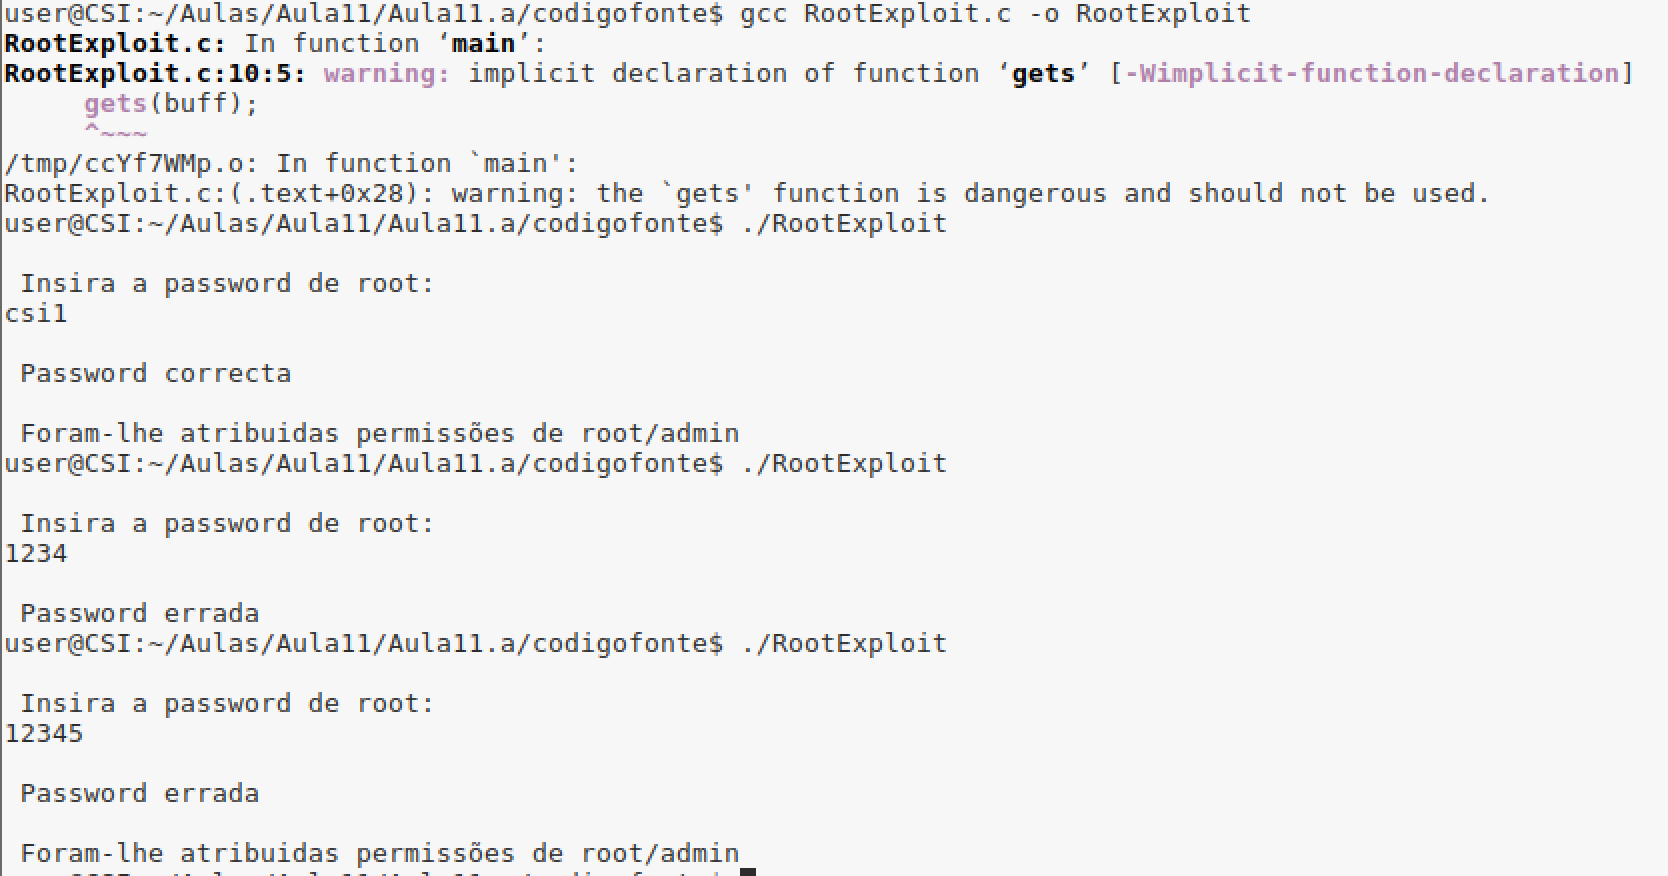 user@CSI:~/Aulas/Aula11/Aula11.a/codigofonte$ gcc RootExploit.c -o RootExploit
RootExploit.c: In function ‘main’:
RootExploit.c:10:5: warning: implicit declaration of function ‘gets’ [-Wimplicit-function-declaration]
     gets(buff);
     ^~~~
/tmp/ccYf7WMp.o: In function `main':
RootExploit.c:(.text+0x28): warning: the `gets' function is dangerous and should not be used.
user@CSI:~/Aulas/Aula11/Aula11.a/codigofonte$ ./RootExploit
 Insira a password de root:
csi1
 Password correcta
 Foram-lhe atribuidas permissões de root/admin
user@CSI:~/Aulas/Aula11/Aula11.a/codigofonte$ ./RootExploit
 Insira a password de root:
1234
 Password errada
user@CSI:~/Aulas/Aula11/Aula11.a/codigofonte$ ./RootExploit
 Insira a password de root:
12345
 Password errada
 Foram-lhe atribuidas permissões de root/admin